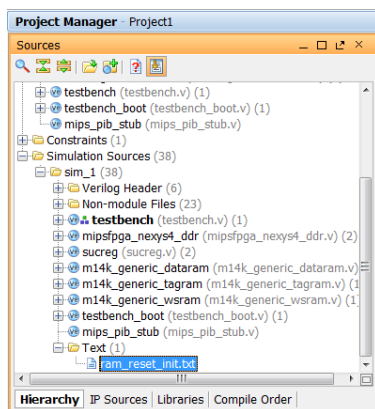 Project Manager - Project1
Sources
testbench (testbench.v) (1)
testbench_boot (testbench_boot.v) (1)
mips_pib_stub (mips_pib_stub.v)
Constraints (1)
Simulation Sources (38)
sim_1 (38)
Verilog Header (6)
Non-module Files (23)
testbench (testbench.v) (1)
mipsfpga_nexys4_ddr (mipsfpga_nexys4_ddr.v) (2)
sucreg (sucreg.v) (2)
m14k_generic_dataram (m14k_generic_dataram.v)
m14k_generic_tagram (m14k_generic_tagram.v) (1
m14k_generic_wsram (m14k_generic_wsram.v) (1
testbench_boot (testbench_boot.v) (1)
mips_pib_stub (mips_pib_stub.v)
Text (1)
ram_reset_init.txt
Hierarchy IP Sources Libraries Compile Order